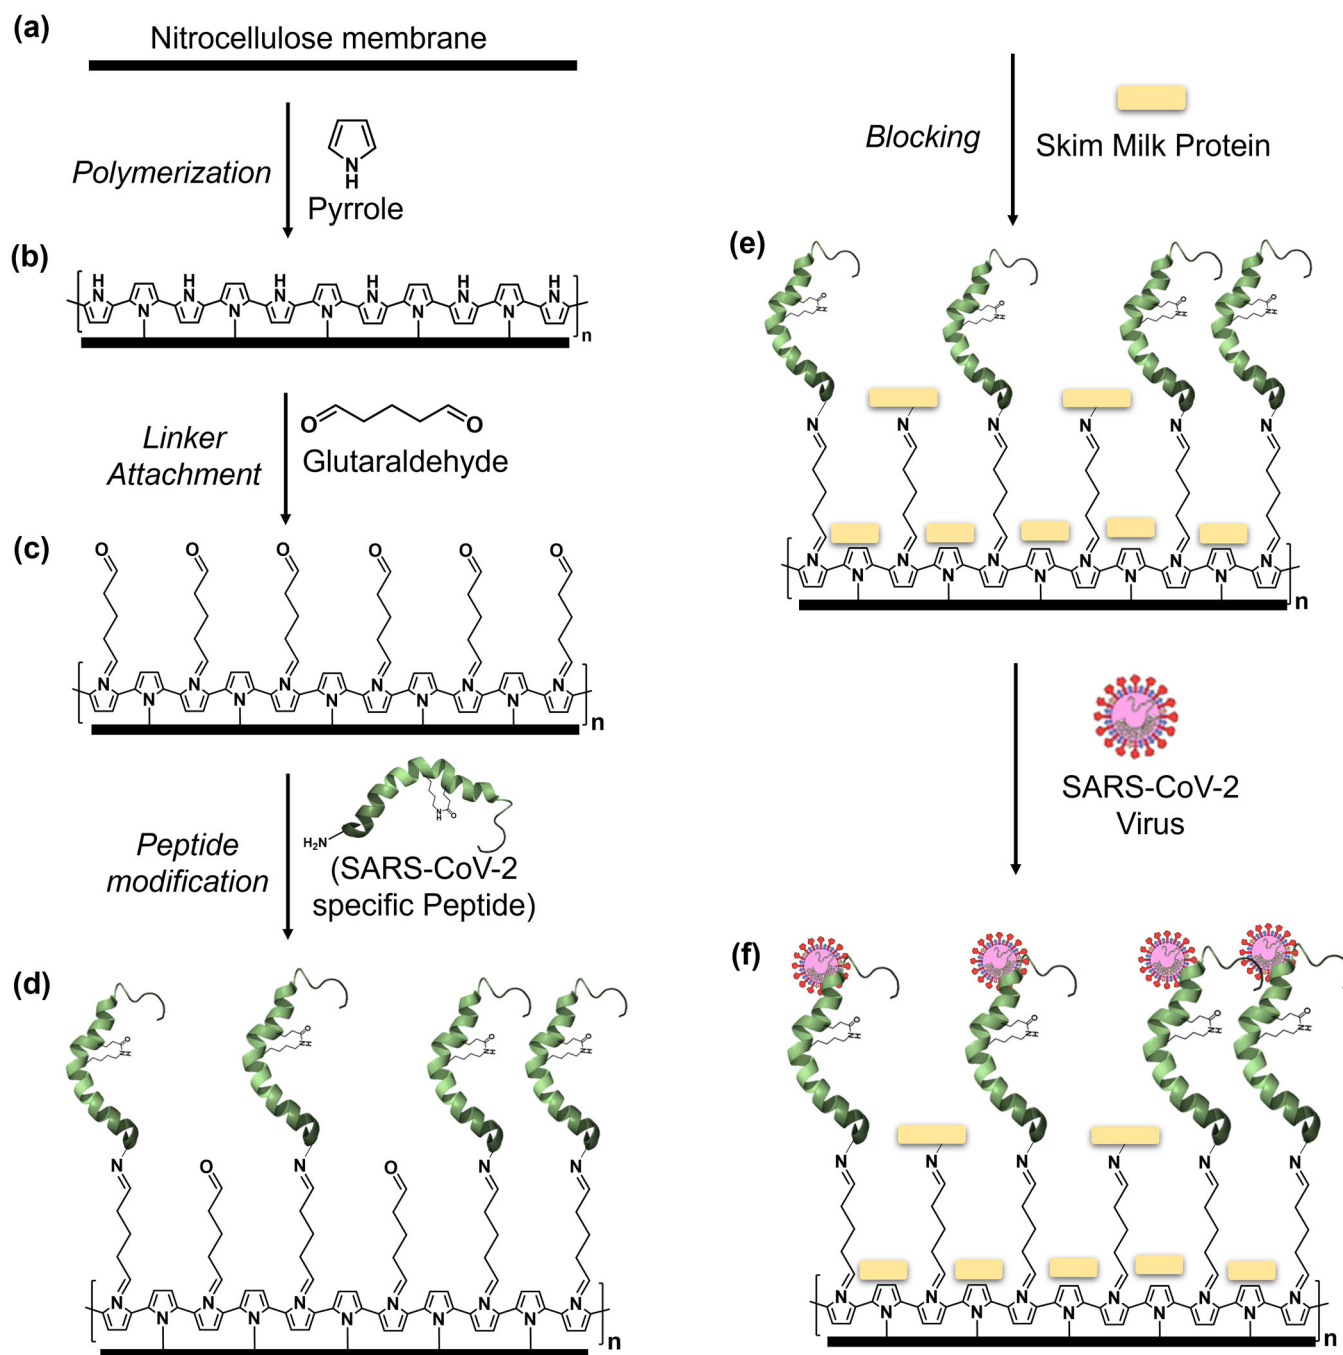 (a)
Nitrocellulose membrane
Polymerization
N
H
Pyrrole
(b)
H H H H H H
N N N N N N N N N N N
n
Linker
Attachment
O O
Glutaraldehyde
(c)
O O O O O O
N N N N N N N N N N N
n
Peptide
modification
H₂N
N
H
O
(SARS-CoV-2
specific Peptide)
(d)
O O O O
N N N N
H H H H
N O N O N N
N N N N N N N N N N N
n
Blocking
Skim Milk Protein
(e)
O O O O
N N N N
H H H H
N N N N N N
N N N N N N N N N N N
n
SARS-CoV-2
Virus
(f)
O O O O
N N N N
H H H H
N N N N N N
N N N N N N N N N N N
n